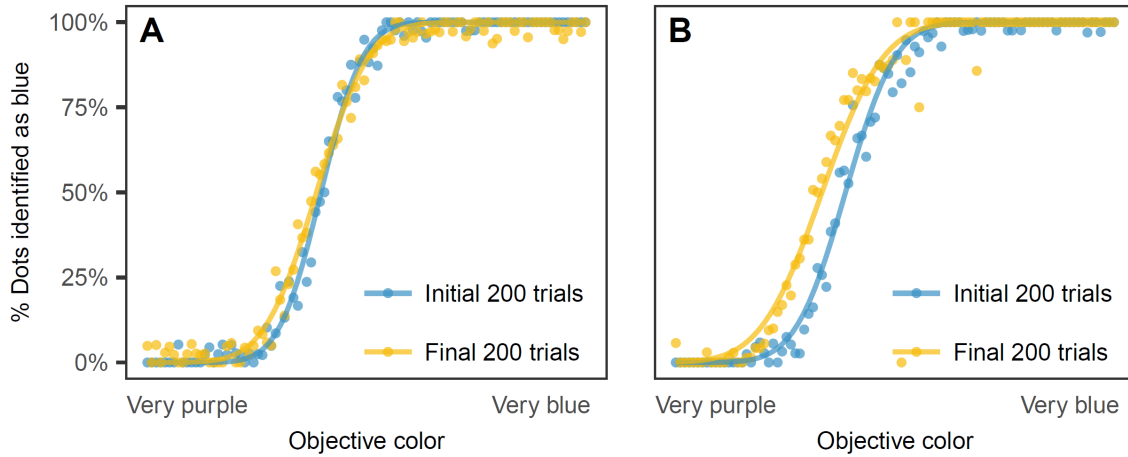 A
B
% Dots identified as blue
100%
75%
50%
25%
0%
Initial 200 trials
Final 200 trials
Initial 200 trials
Final 200 trials
Very purple
Very blue
Very purple
Very blue
Objective color
Objective color